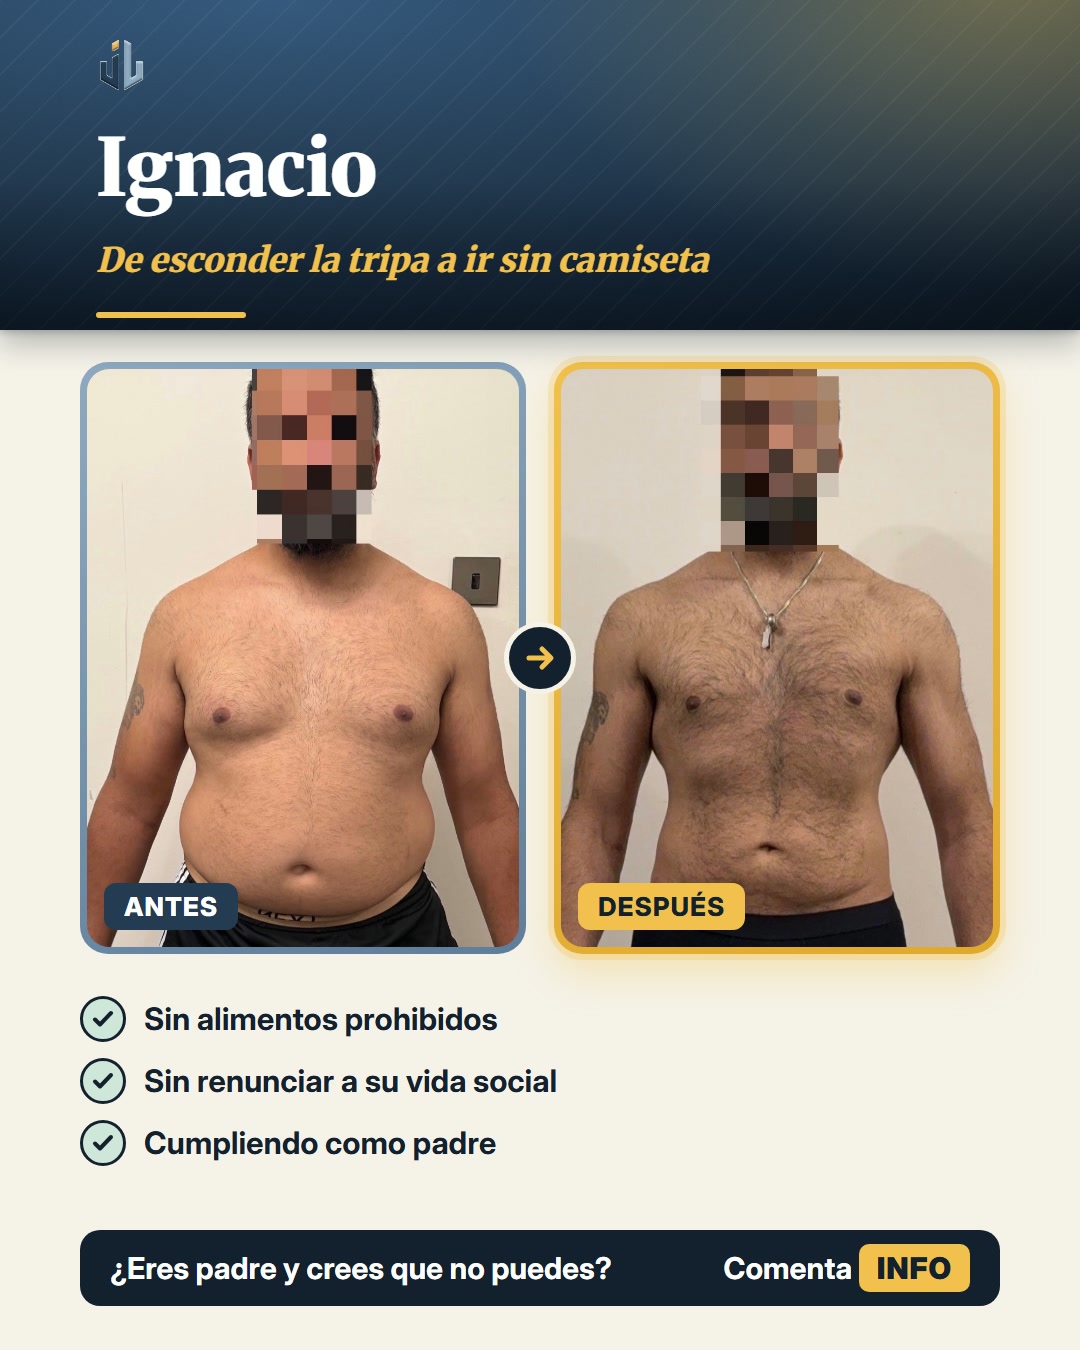 Ignacio
De esconder la tripa a ir sin camiseta
ANTES
DESPUÉS
Sin alimentos prohibidos
Sin renunciar a su vida social
Cumpliendo como padre
¿Eres padre y crees que no puedes? Comenta INFO